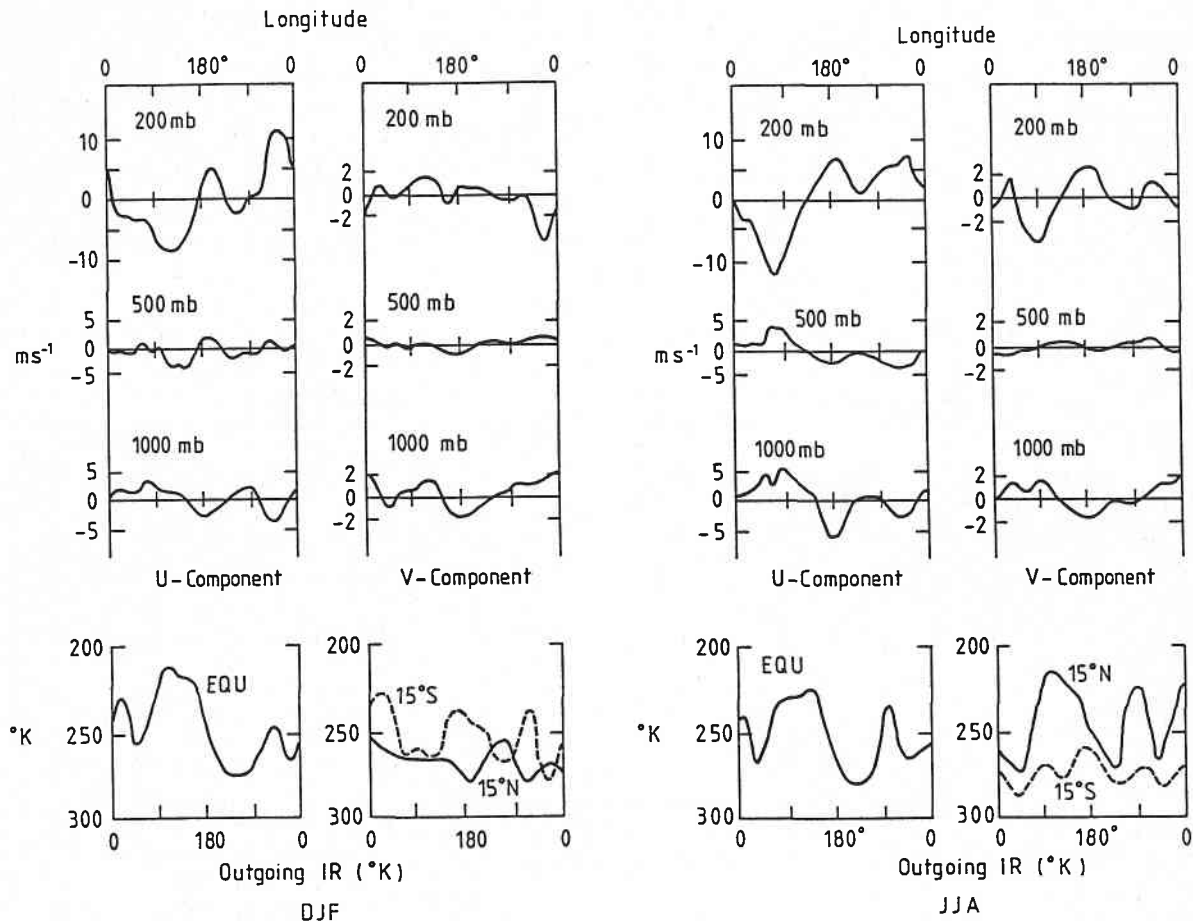 Longitude
0 180° 0 0 180° 0
200 mb 200 mb
10
0
-10
2
0
-2
500 mb 500 mb
5
0
-5
2
0
-2
ms⁻¹
1000 mb 1000 mb
5
0
-5
2
0
-2
U-Component V-Component
200
250
300
°K
EQU
200
250
300
15°S
15°N
0 180 0 0 180 0
Outgoing IR (°K)
DJF
Longitude
0 180° 0 0 180° 0
200 mb 200 mb
10
0
-10
2
0
-2
500 mb 500 mb
5
0
-5
2
0
-2
ms⁻¹
1000mb 1000 mb
5
0
-5
2
0
-2
U-Component V-Component
200
250
300
°K
EQU
200
250
300
15°N
15°S
0 180° 0 0 180° 0
Outgoing IR (°K)
JJA